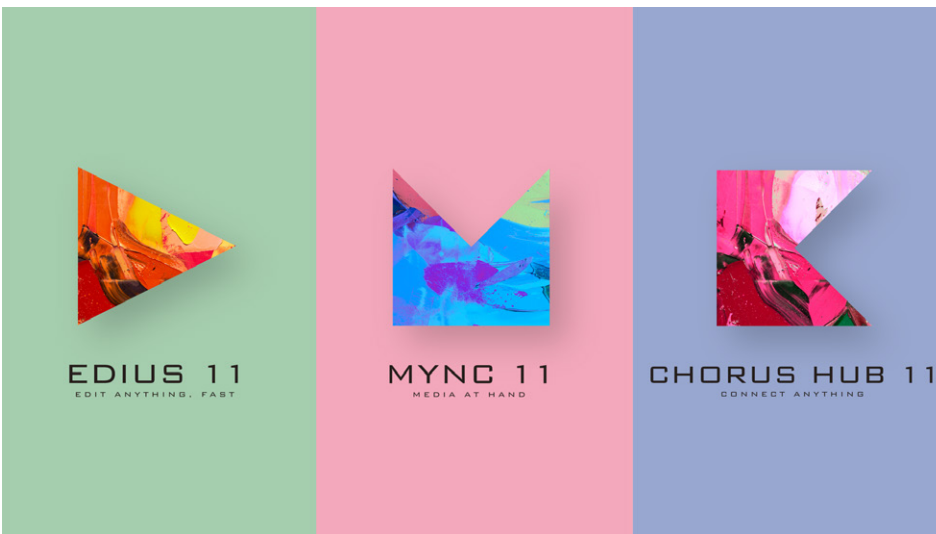 EDIUS 11
EDIT ANYTHING, FAST
MYNC 11
MEDIA AT HAND
CHORUS HUB 11
CONNECT ANYTHING